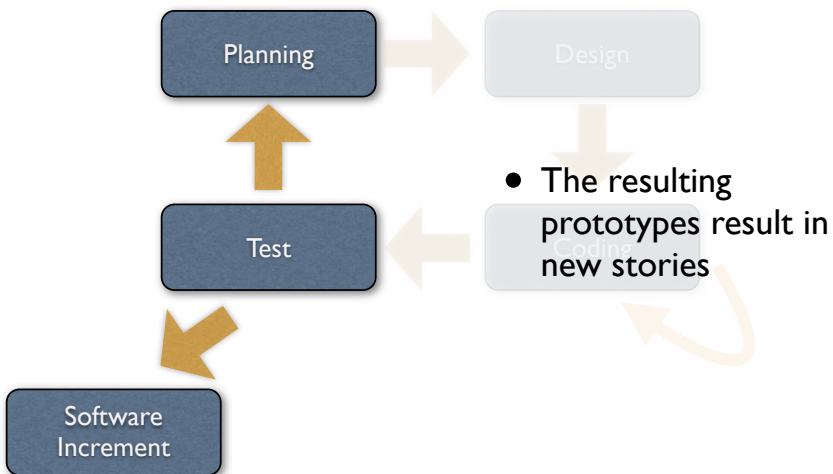 Planning
Design
• The resulting
prototypes result in
new stories
Coding
Test
Software
Increment